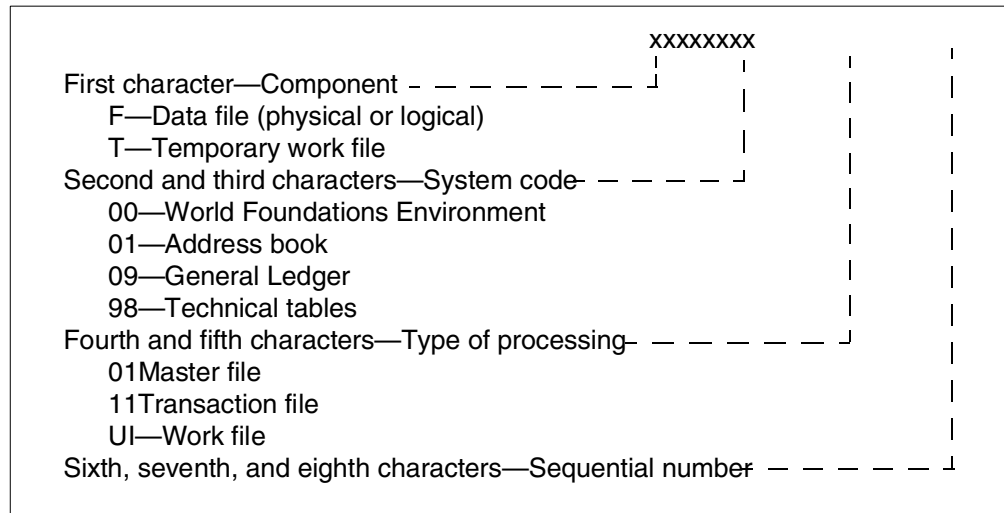 xxxxxxxx
First character—Component
F—Data file (physical or logical)
T—Temporary work file
Second and third characters—System code
00—World Foundations Environment
01—Address book
09—General Ledger
98—Technical tables
Fourth and fifth characters—Type of processing
01Master file
11Transaction file
UI—Work file
Sixth, seventh, and eighth characters—Sequential number